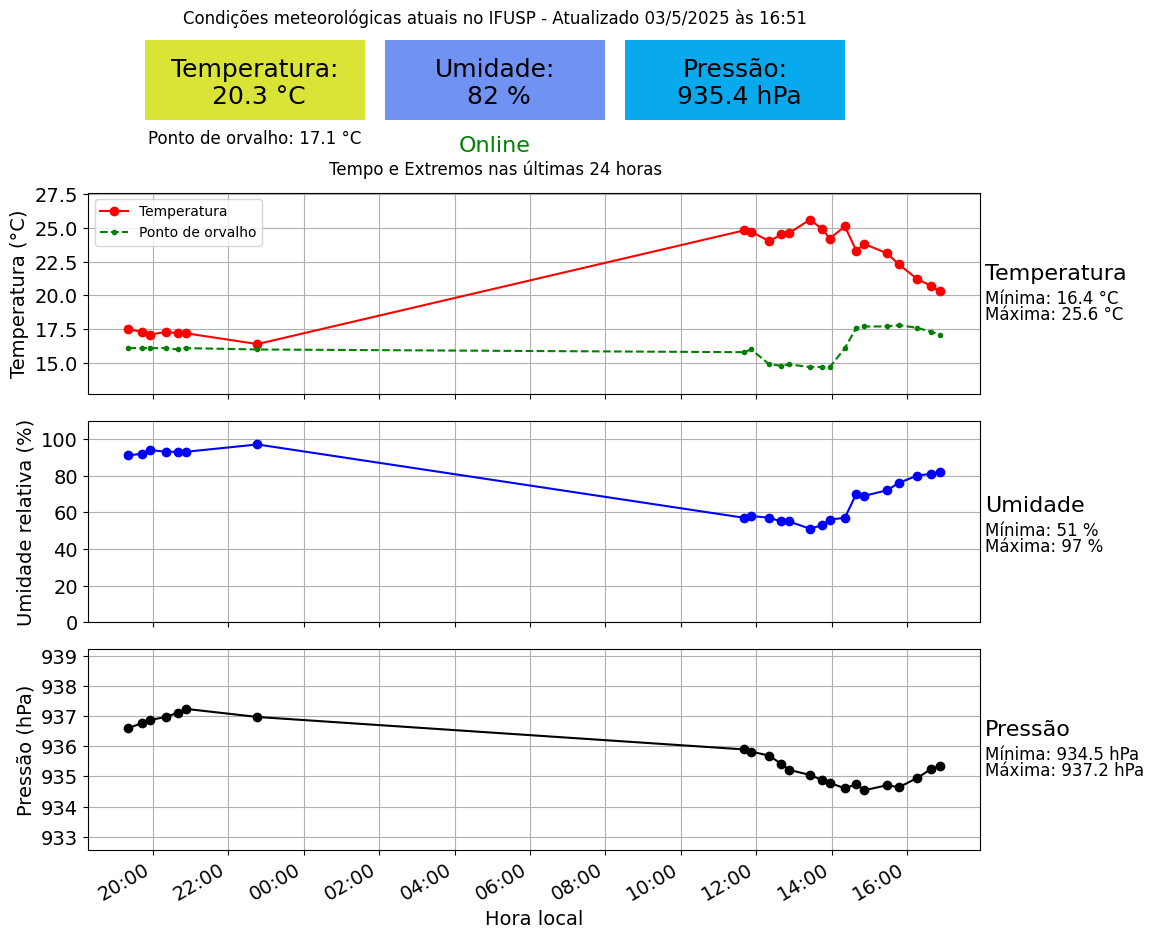 Condições meteorológicas atuais no IFUSP - Atualizado 03/5/2025 às 16:51
Temperatura:
20.3 °C
Umidade:
82 %
Pressão:
935.4 hPa
Ponto de orvalho: 17.1 °C
Online
Tempo e Extremos nas últimas 24 horas
Temperatura (°C)
27.5
25.0
22.5
20.0
17.5
15.0
Temperatura
Ponto de orvalho
Temperatura
Mínima: 16.4 °C
Máxima: 25.6 °C
Umidade relativa (%)
100
80
60
40
20
0
Umidade
Mínima: 51 %
Máxima: 97 %
Pressão (hPa)
939
938
937
936
935
934
933
Pressão
Mínima: 934.5 hPa
Máxima: 937.2 hPa
20:00 22:00 00:00 02:00 04:00 06:00 08:00 10:00 12:00 14:00 16:00
Hora local